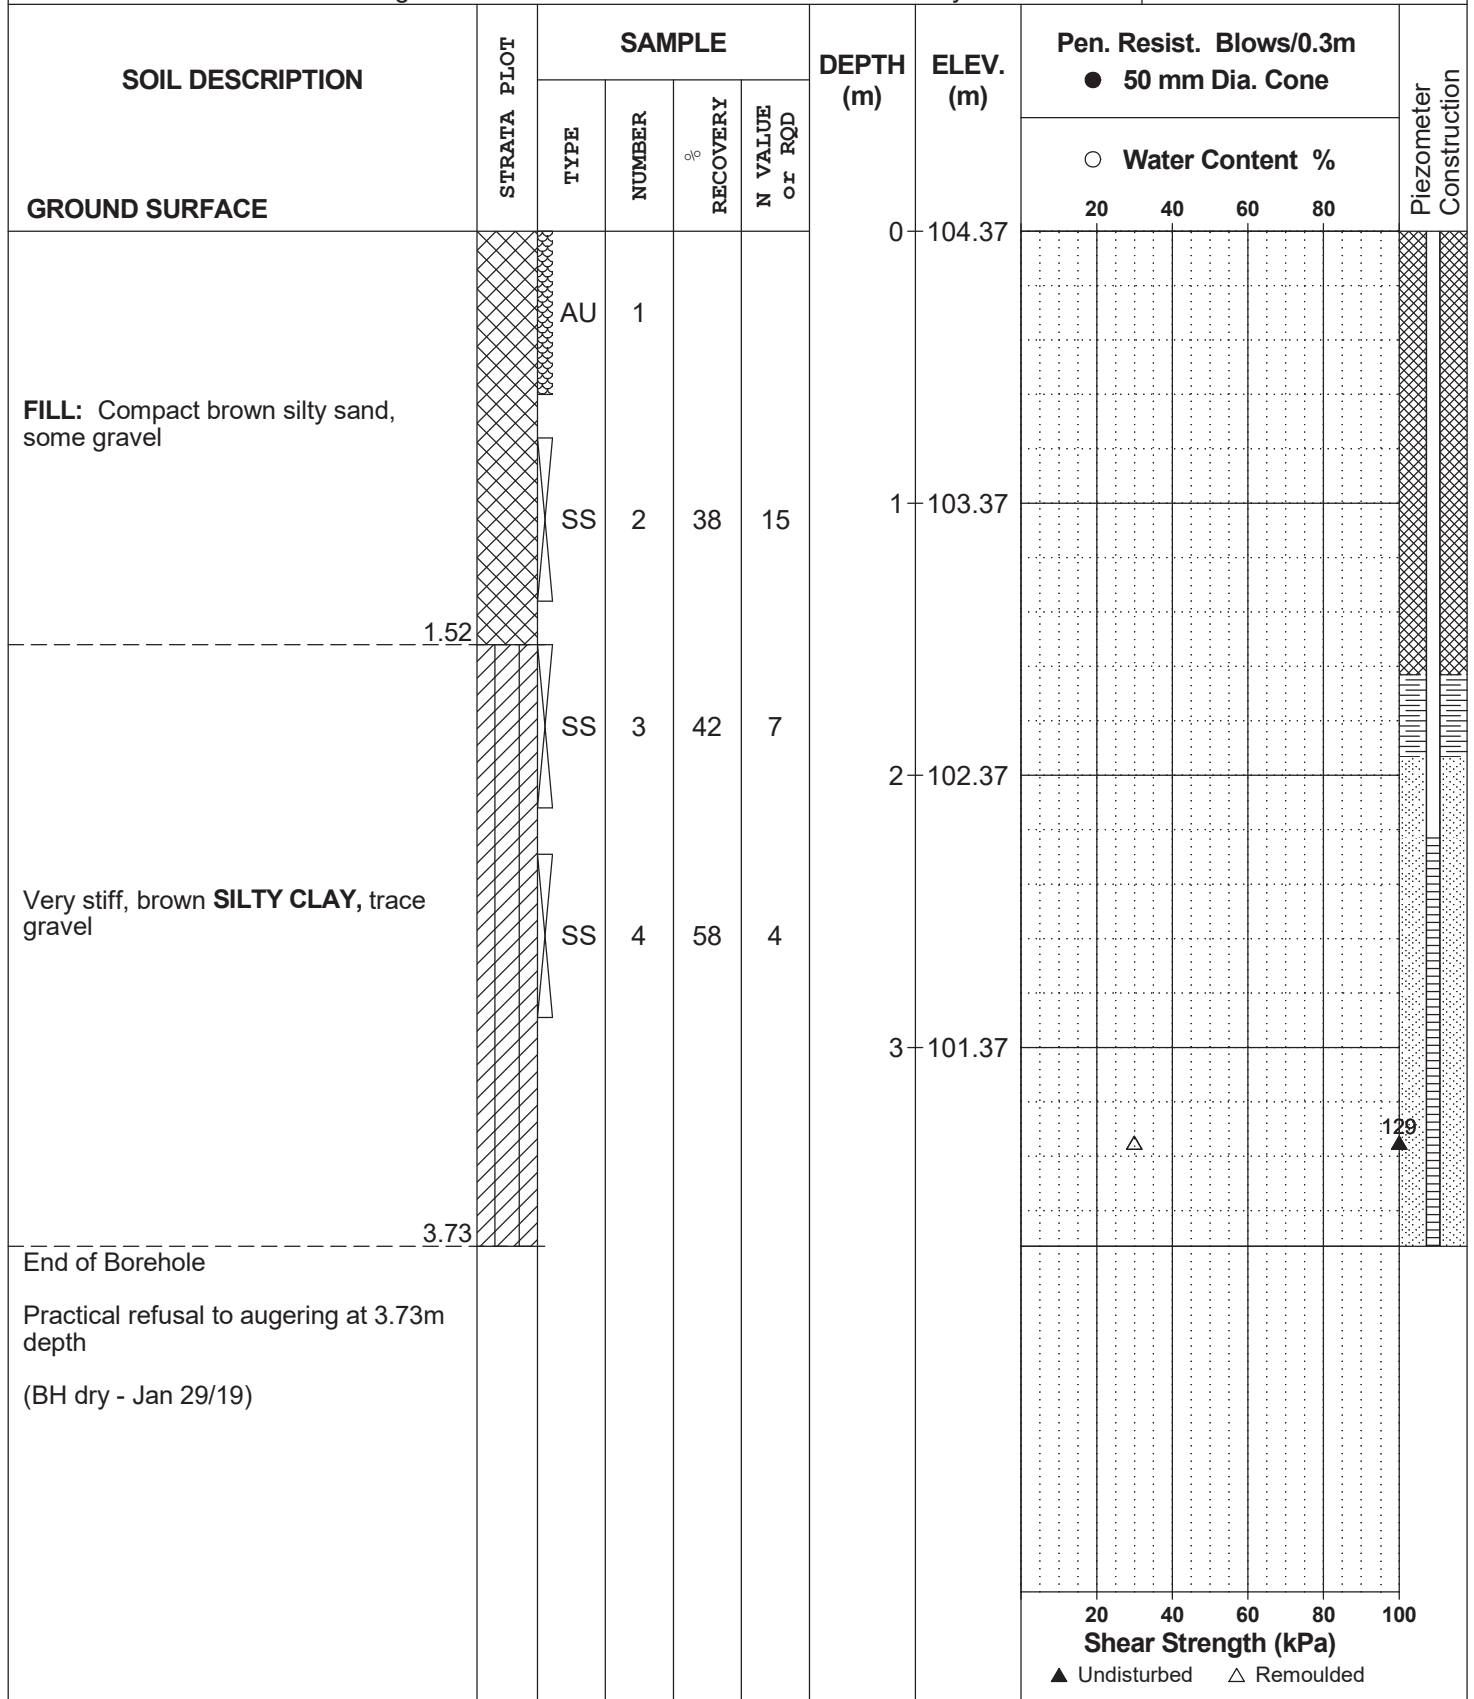 SOIL DESCRIPTION
GROUND SURFACE
STRATA PLOT
SAMPLE
TYPE
NUMBER
%
RECOVERY
N VALUE
or RQD
DEPTH
(m)
ELEV.
(m)
Pen. Resist. Blows/0.3m
● 50 mm Dia. Cone
○ Water Content %
20 40 60 80
Piezometer
Construction
0 104.37
AU 1
FILL: Compact brown silty sand,
some gravel
1 103.37
SS 2 38 15
1.52
SS 3 42 7
2 102.37
Very stiff, brown SILTY CLAY, trace
gravel
SS 4 58 4
3 101.37
129
3.73
End of Borehole
Practical refusal to augering at 3.73m
depth
(BH dry - Jan 29/19)
20 40 60 80 100
Shear Strength (kPa)
▲ Undisturbed △ Remoulded